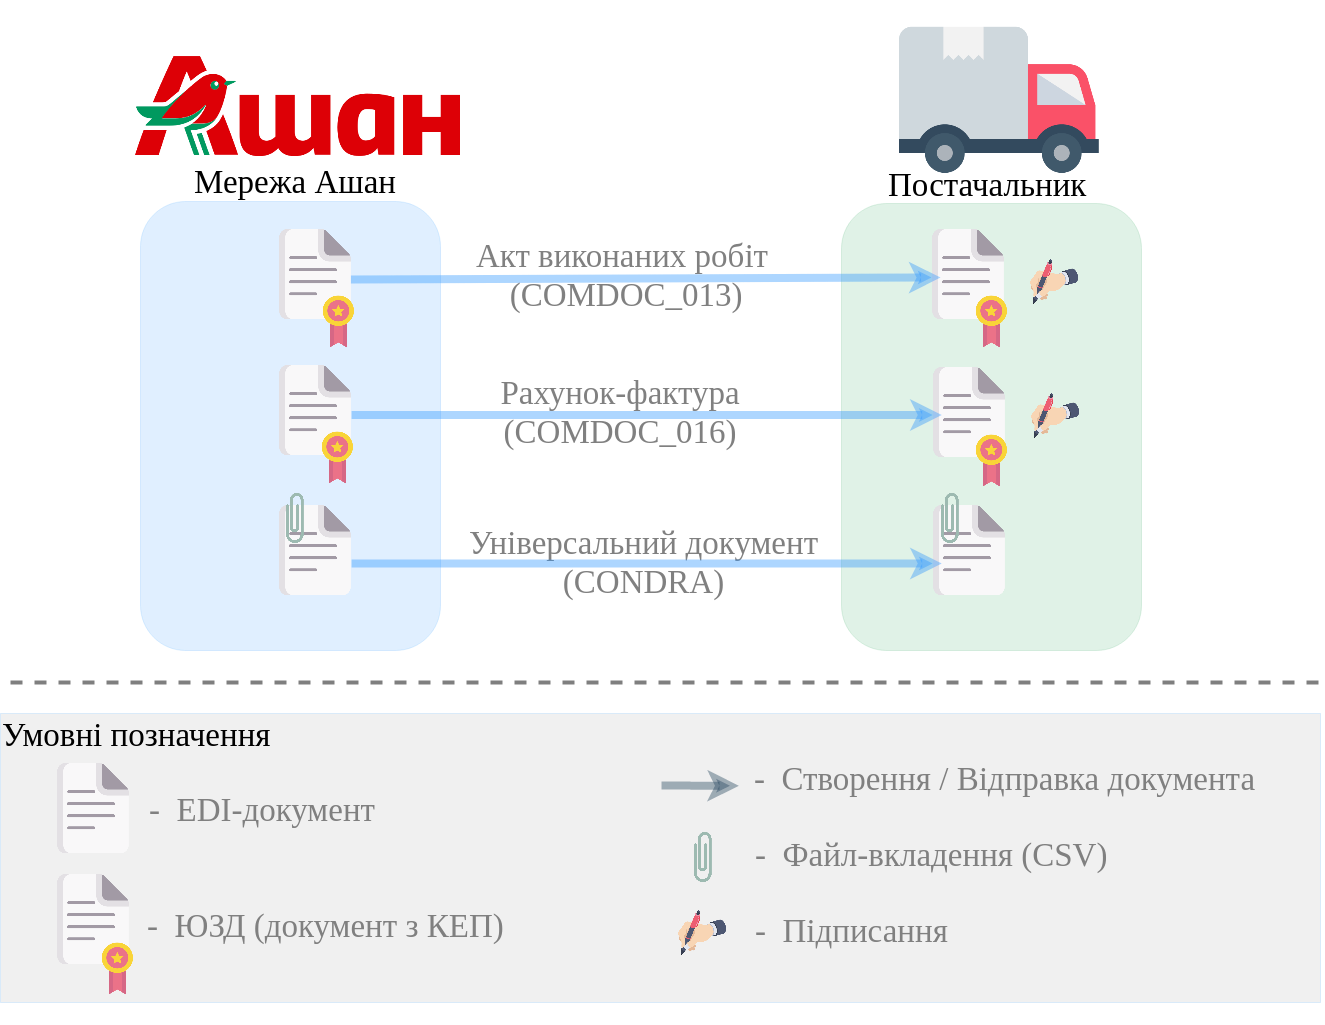 Ашан
Мережа Ашан
Постачальник
Акт виконаних робіт
(COMDOC_013)
Рахунок-фактура
(COMDOC_016)
Універсальний документ
(CONDRA)
Умовні позначення
- EDI-документ
- ЮЗД (документ з КЕП)
- Створення / Відправка документа
- Файл-вкладення (CSV)
- Підписання